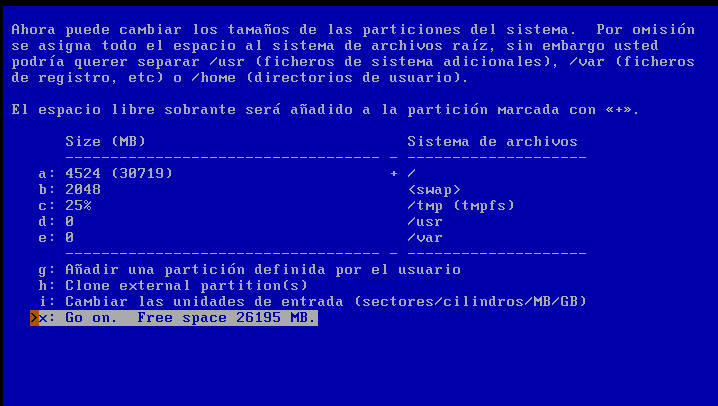 Ahora puede cambiar los tamaños de las particiones del sistema.  Por omisión
se asigna todo el espacio al sistema de archivos raíz, sin embargo usted
podría querer separar /usr (ficheros de sistema adicionales), /var (ficheros
de registro, etc) o /home (directorios de usuario).
El espacio libre sobrante será añadido a la partición marcada con «+».
Size (MB) Sistema de archivos
--------------------------------- - -------------------
a: 4524 (30719) + /
b: 2048 <swap>
c: 25% /tmp (tmpfs)
d: 0 /usr
e: 0 /var
--------------------------------- - -------------------
g: Añadir una partición definida por el usuario
h: Clone external partition(s)
i: Cambiar las unidades de entrada (sectores/cilindros/MB/GB)
>x: Go on.  Free space 26195 MB.